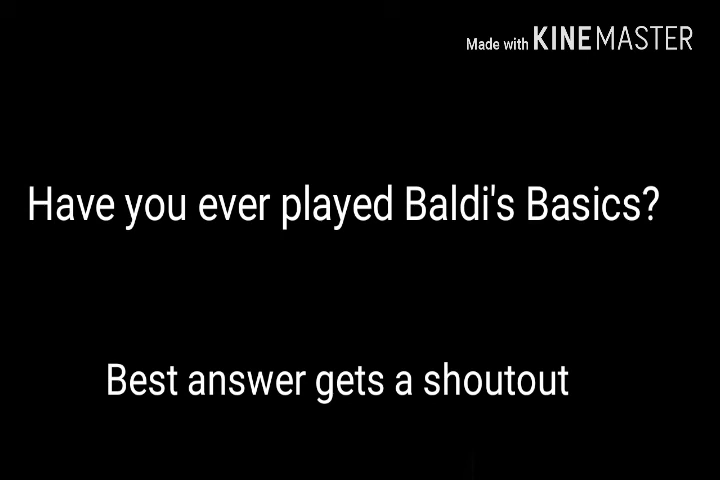 Made with KINEMASTER
Have you ever played Baldi's Basics?
Best answer gets a shoutout